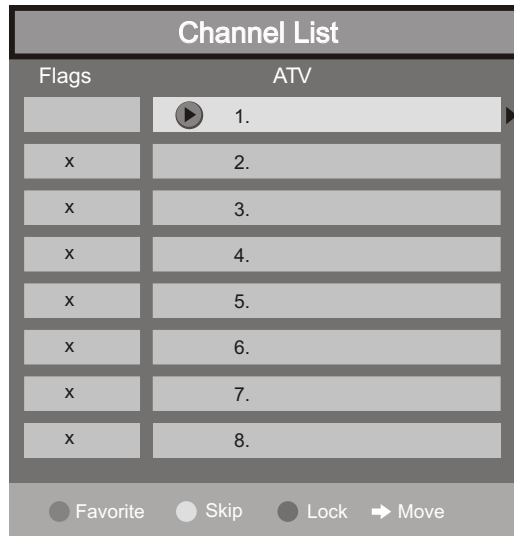 Channel List
Flags ATV
1.
x 2.
x 3.
x 4.
x 5.
x 6.
x 7.
x 8.
Favorite Skip Lock Move